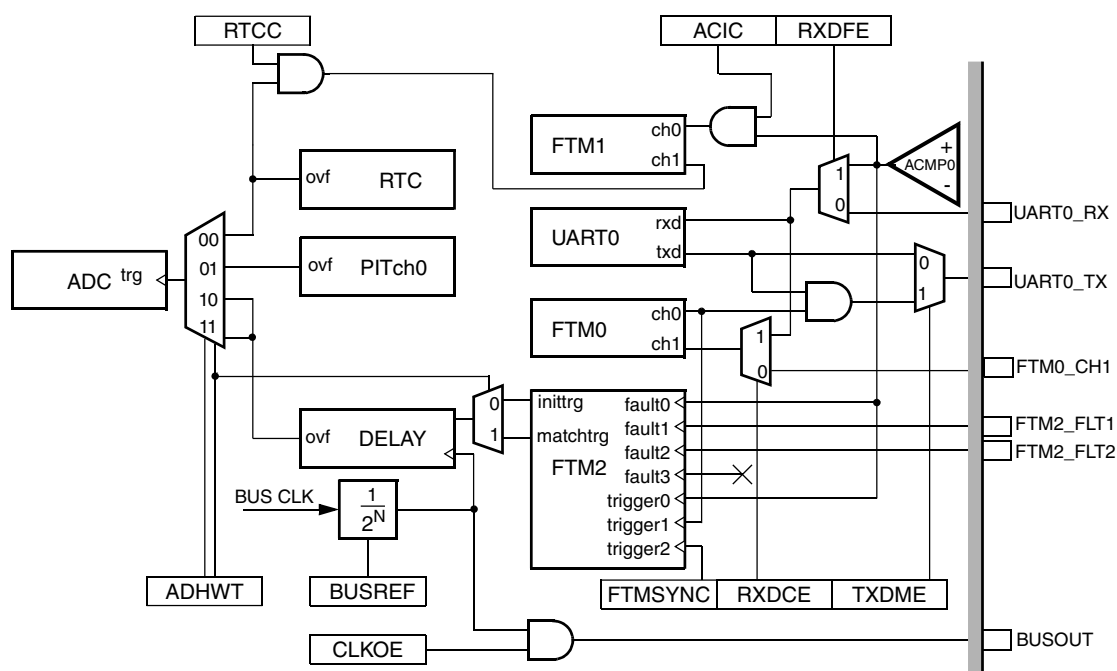 RTCC
ACIC
RXDFE
FTM1
ch0
ch1
+
ACMP0
-
1
0
RTC
ovf
UART0
rxd
txd
UART0_RX
ADC
trg
00
01
10
11
ovf
PITch0
0
1
UART0_TX
FTM0
ch0
ch1
1
0
FTM0_CH1
ovf
DELAY
0
1
inittrg
matchtrg
FTM2
fault0
fault1
fault2
fault3
trigger0
trigger1
trigger2
FTM2_FLT1
FTM2_FLT2
BUS CLK
1
2N
ADHWT
BUSREF
FTMSYNC
RXDCE
TXDME
CLKOE
BUSOUT